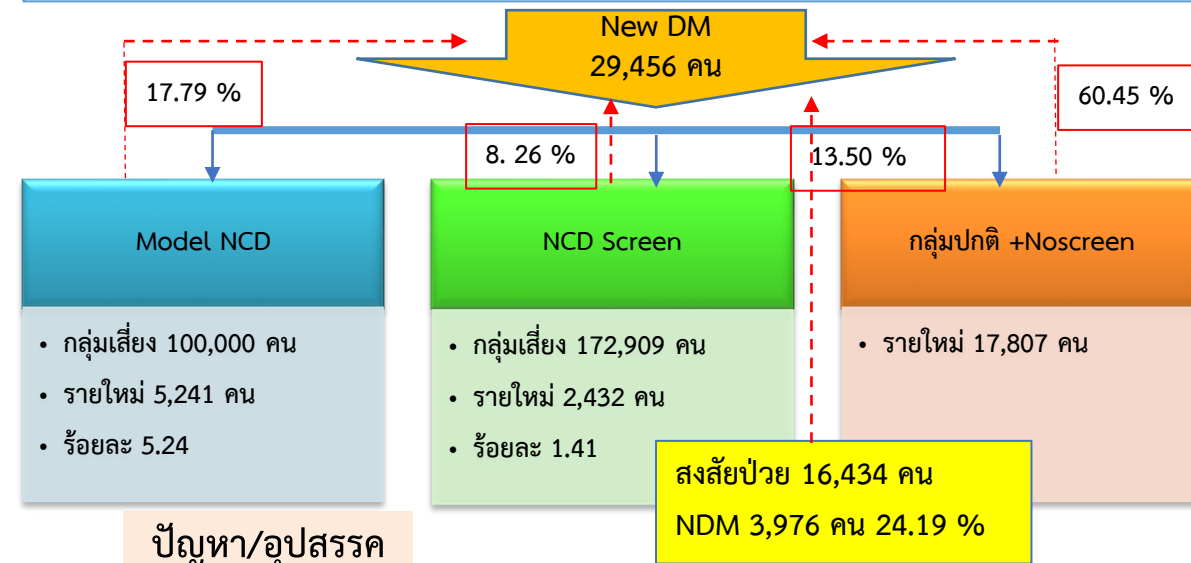 New DM
29,456 คน
17.79 %
60.45 %
8. 26 %
13.50 %
Model NCD
NCD Screen
กลุ่มปกติ +Noscreen
• กลุ่มเสี่ยง 100,000 คน
• รายใหม่ 5,241 คน
• ร้อยละ 5.24
• กลุ่มเสี่ยง 172,909 คน
• รายใหม่ 2,432 คน
• ร้อยละ 1.41
• รายใหม่ 17,807 คน
สงสัยป่วย 16,434 คน
NDM 3,976 คน 24.19 %
ปัญหา/อุปสรรค